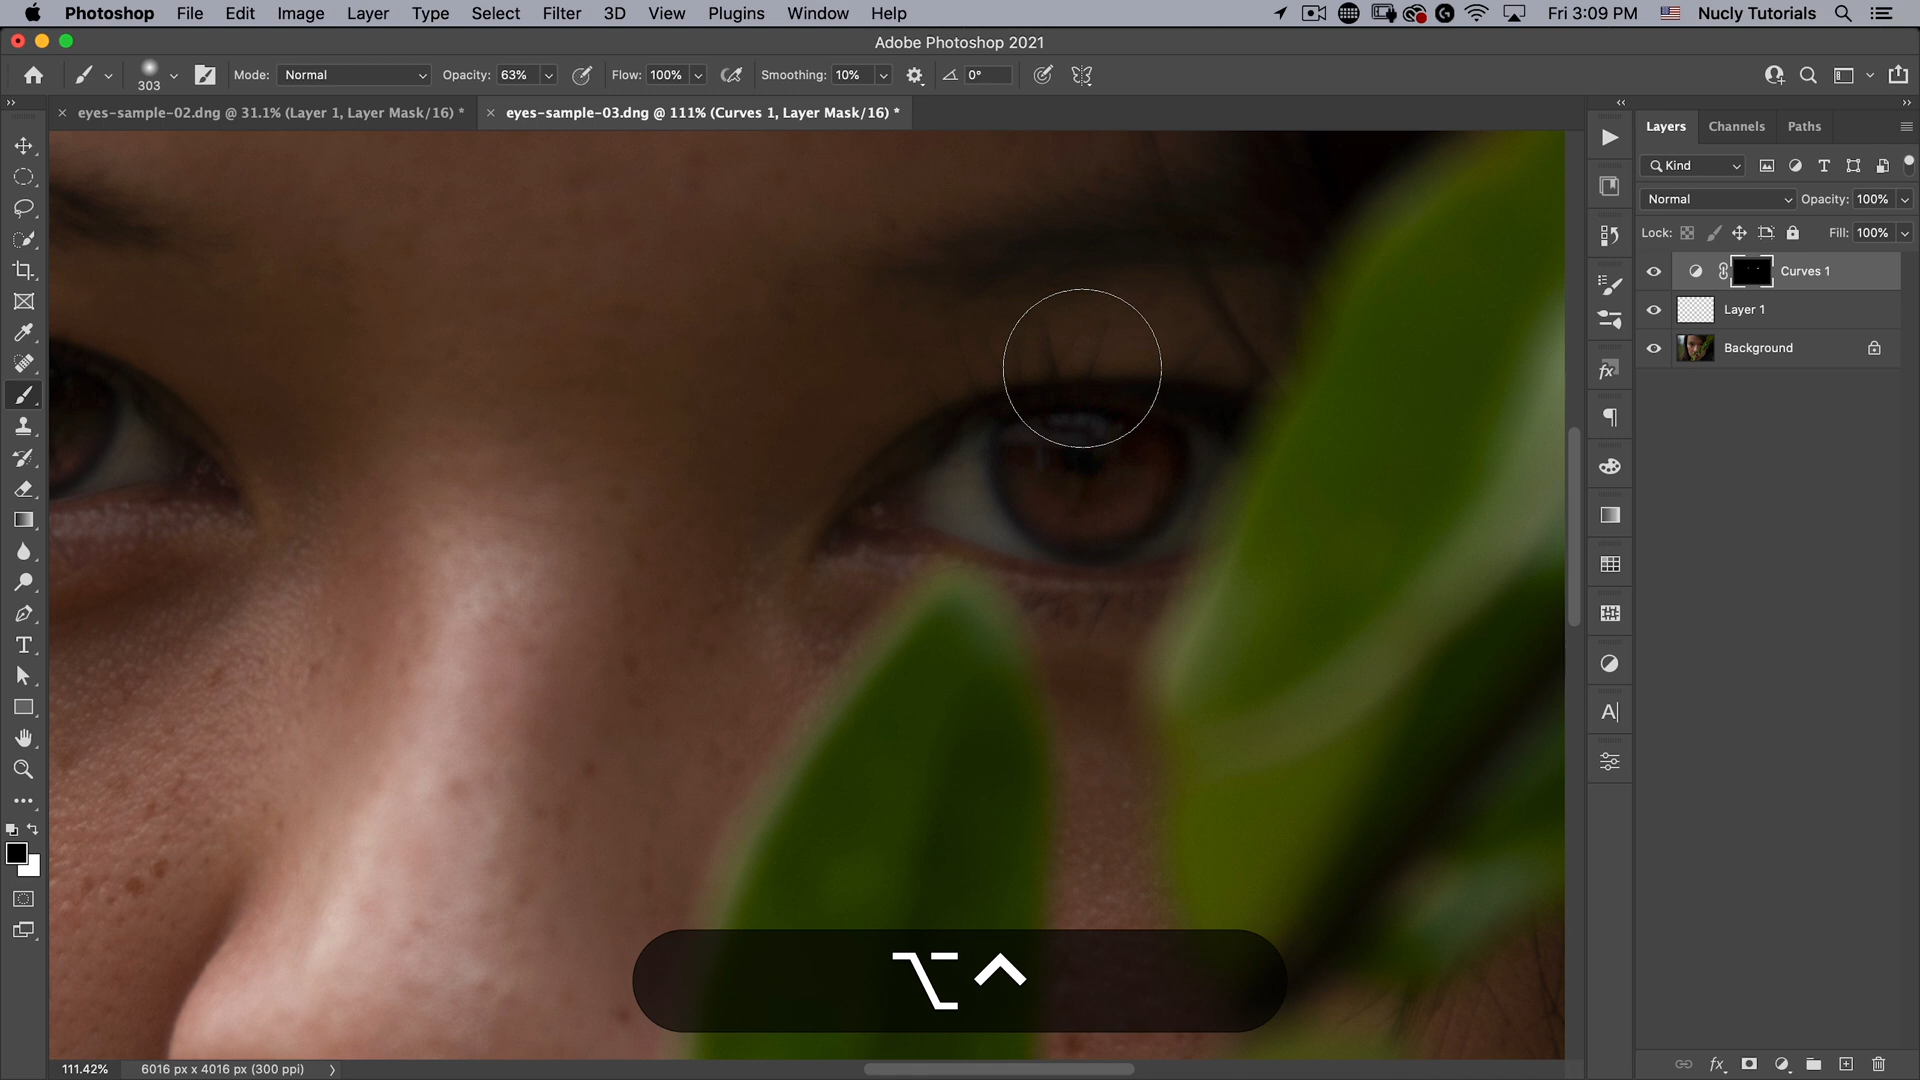 Photoshop File Edit Image Layer Type Select Filter 3D View Plugins Window Help Fri 3:09 PM Nucly Tutorials
Adobe Photoshop 2021
303 Mode: Normal Opacity: 63% Flow: 100% Smoothing: 10% 0°
eyes-sample-02.dng @ 31.1% (Layer 1, Layer Mask/16) * eyes-sample-03.dng @ 111% (Curves 1, Layer Mask/16) *
Layers Channels Paths
Kind
Normal Opacity: 100%
Lock: Fill: 100%
Curves 1
Layer 1
Background
111.42% 6016 px x 4016 px (300 ppi)